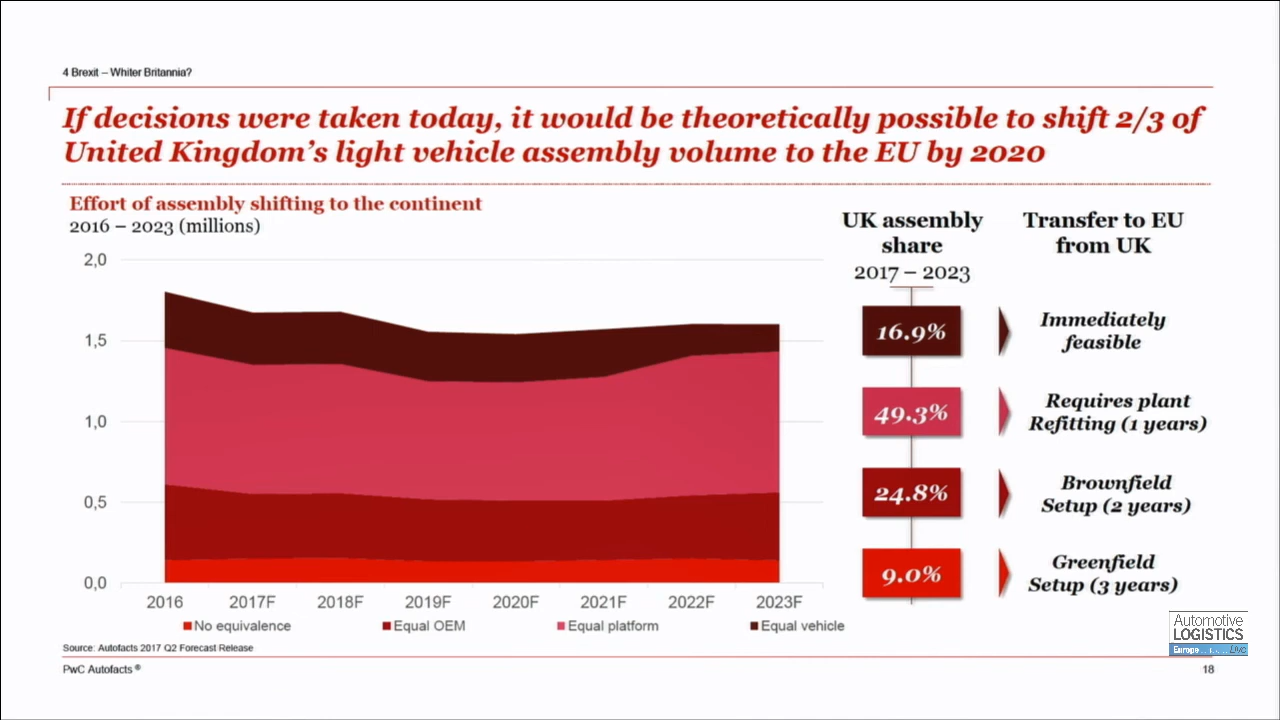 4 Brexit – Whiter Britannia?
If decisions were taken today, it would be theoretically possible to shift 2/3 of
United Kingdom's light vehicle assembly volume to the EU by 2020
Effort of assembly shifting to the continent
2016 – 2023 (millions)
2,0
1,5
1,0
0,5
0,0
2016 2017F 2018F 2019F 2020F 2021F 2022F 2023F
No equivalence Equal OEM Equal platform Equal vehicle
UK assembly
share
2017 – 2023
16.9%
49.3%
24.8%
9.0%
Transfer to EU
from UK
Immediately
feasible
Requires plant
Refitting (1 years)
Brownfield
Setup (2 years)
Greenfield
Setup (3 years)
Automotive
LOGISTICS
Europe Live
Source: Autofacts 2017 Q2 Forecast Release
PwC Autofacts ®
18